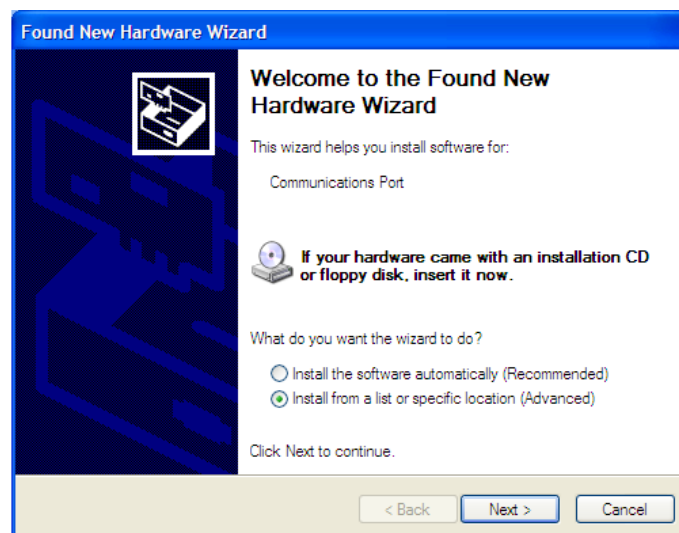 Found New Hardware Wizard
Welcome to the Found New
Hardware Wizard
This wizard helps you install software for:
Communications Port
If your hardware came with an installation CD
or floppy disk, insert it now.
What do you want the wizard to do?
Install the software automatically (Recommended)
Install from a list or specific location (Advanced)
Click Next to continue.
< Back Next > Cancel